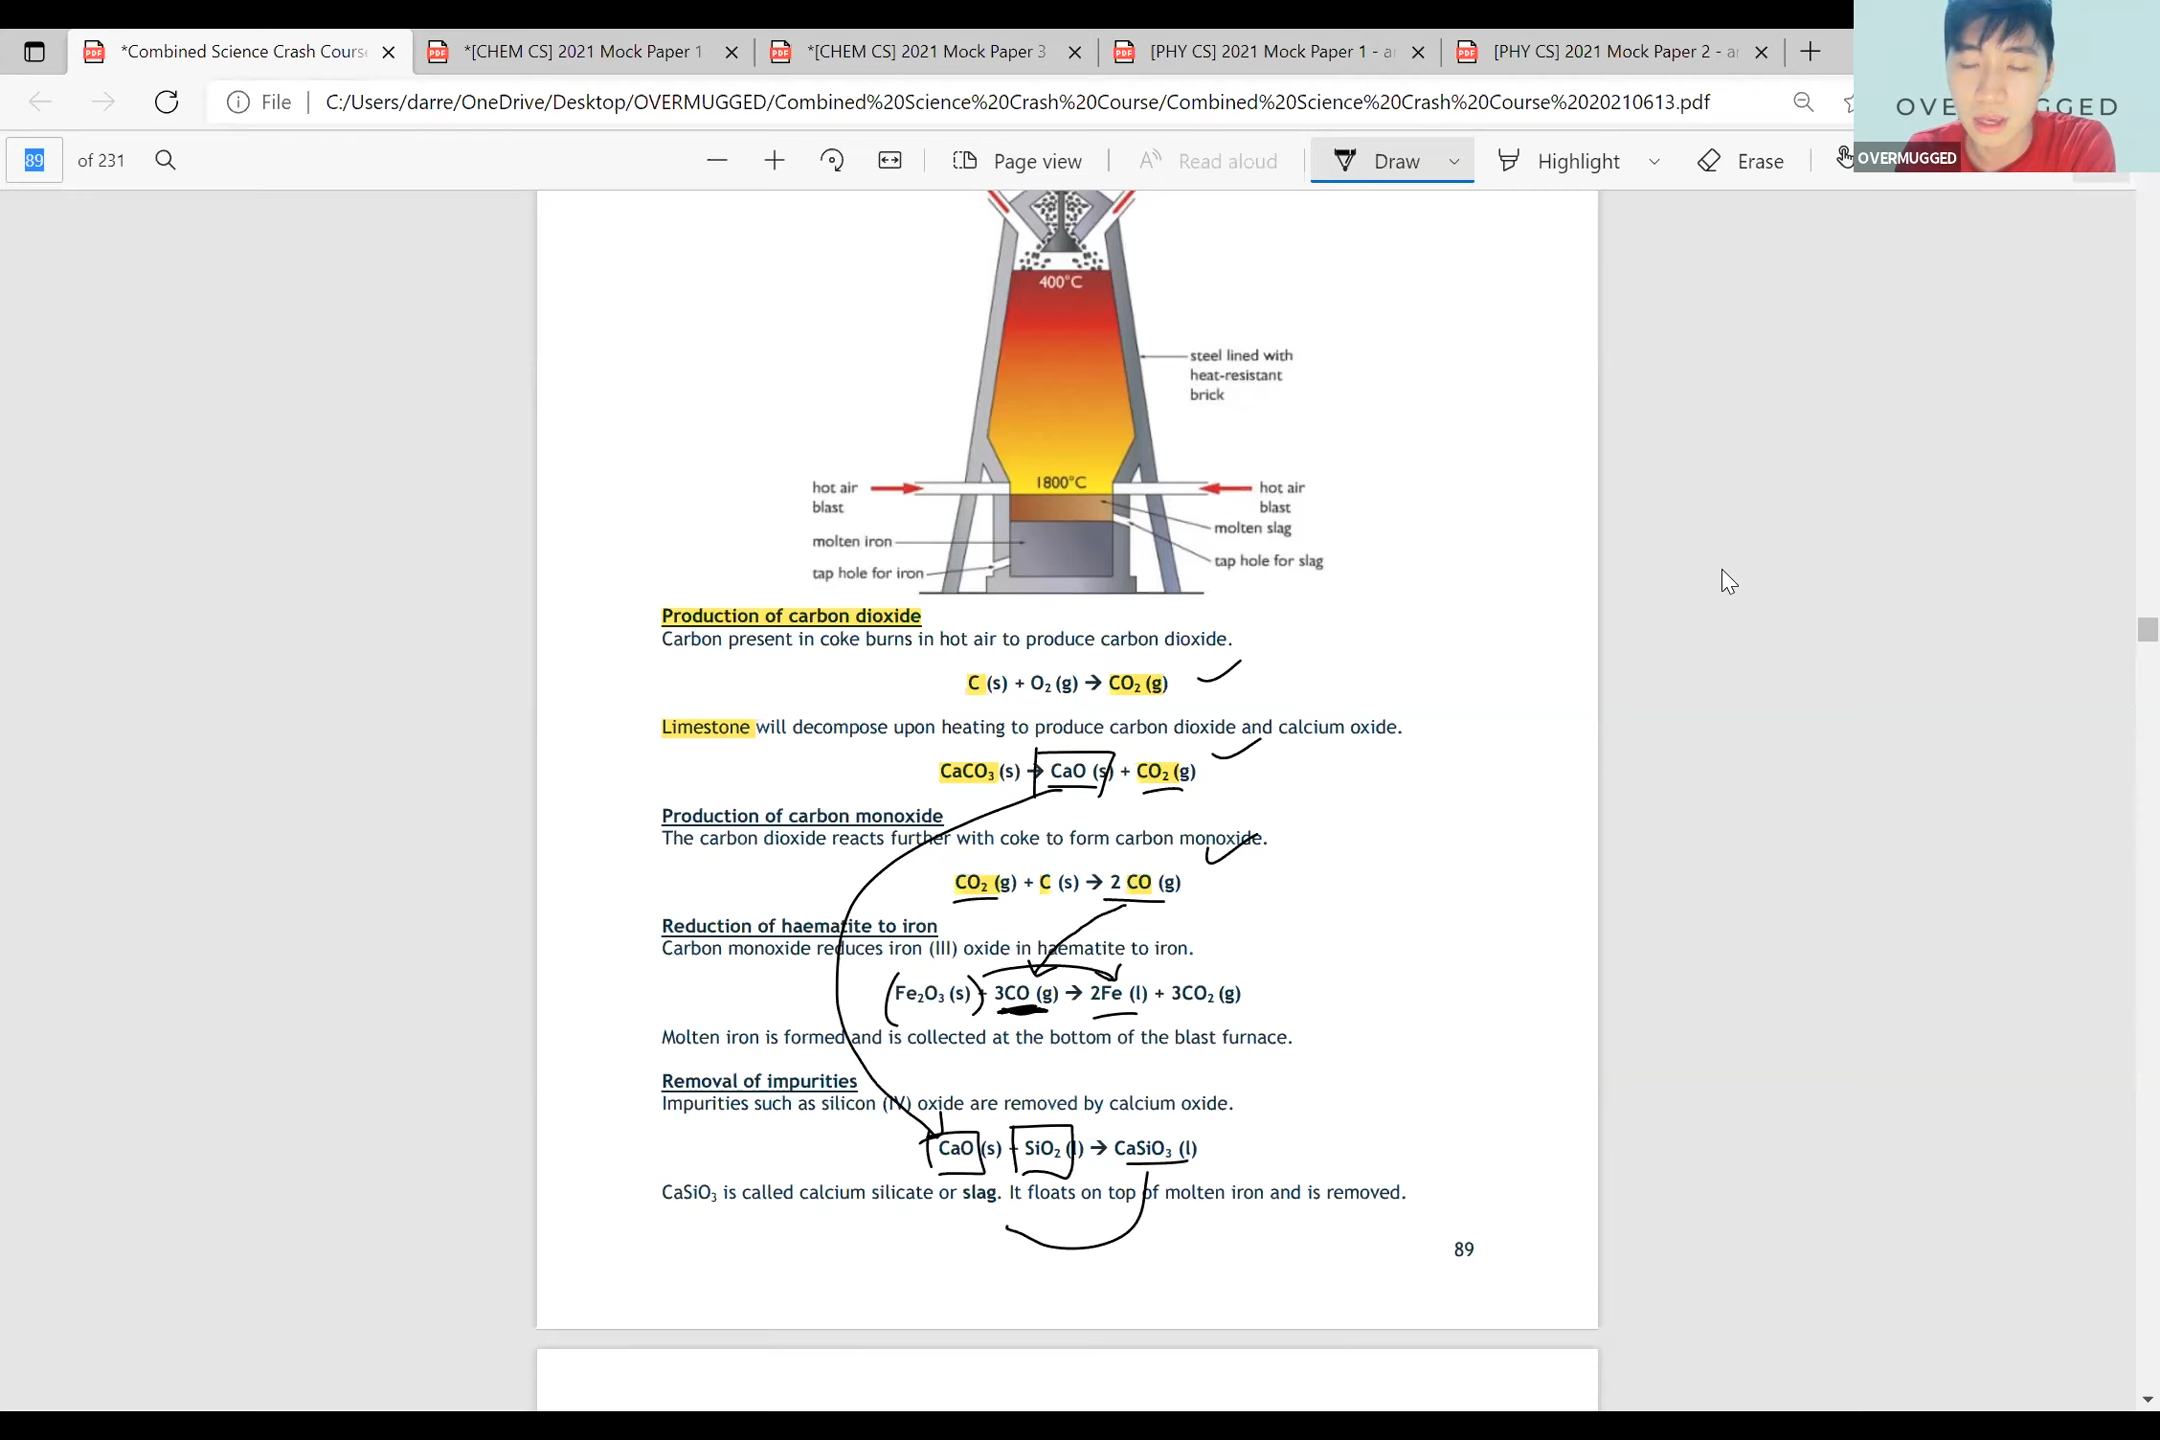 *Combined Science Crash Cours
*[CHEM CS] 2021 Mock Paper 1
*[CHEM CS] 2021 Mock Paper 3
[PHY CS] 2021 Mock Paper 1 - a
[PHY CS] 2021 Mock Paper 2 - a
File
C:/Users/darre/OneDrive/Desktop/OVERMUGGED/Combined%20Science%20Crash%20Course/Combined%20Science%20Crash%20Course%2020210613.pdf
OVE GGED
OVERMUGGED
89 of 231
Page view
Read aloud
Draw
Highlight
Erase
400°C
steel lined with
heat-resistant
brick
1800°C
hot air
blast
hot air
blast
molten slag
molten iron
tap hole for slag
tap hole for iron
Production of carbon dioxide
Carbon present in coke burns in hot air to produce carbon dioxide.
C (s) + O₂ (g) → CO₂ (g)
Limestone will decompose upon heating to produce carbon dioxide and calcium oxide.
CaCO₃ (s) → CaO (s) + CO₂ (g)
Production of carbon monoxide
The carbon dioxide reacts further with coke to form carbon monoxide.
CO₂ (g) + C (s) → 2 CO (g)
Reduction of haematite to iron
Carbon monoxide reduces iron (III) oxide in haematite to iron.
Fe₂O₃ (s) + 3CO (g) → 2Fe (l) + 3CO₂ (g)
Molten iron is formed and is collected at the bottom of the blast furnace.
Removal of impurities
Impurities such as silicon (IV) oxide are removed by calcium oxide.
CaO (s) + SiO₂ (l) → CaSiO₃ (l)
CaSiO₃ is called calcium silicate or slag. It floats on top of molten iron and is removed.
89